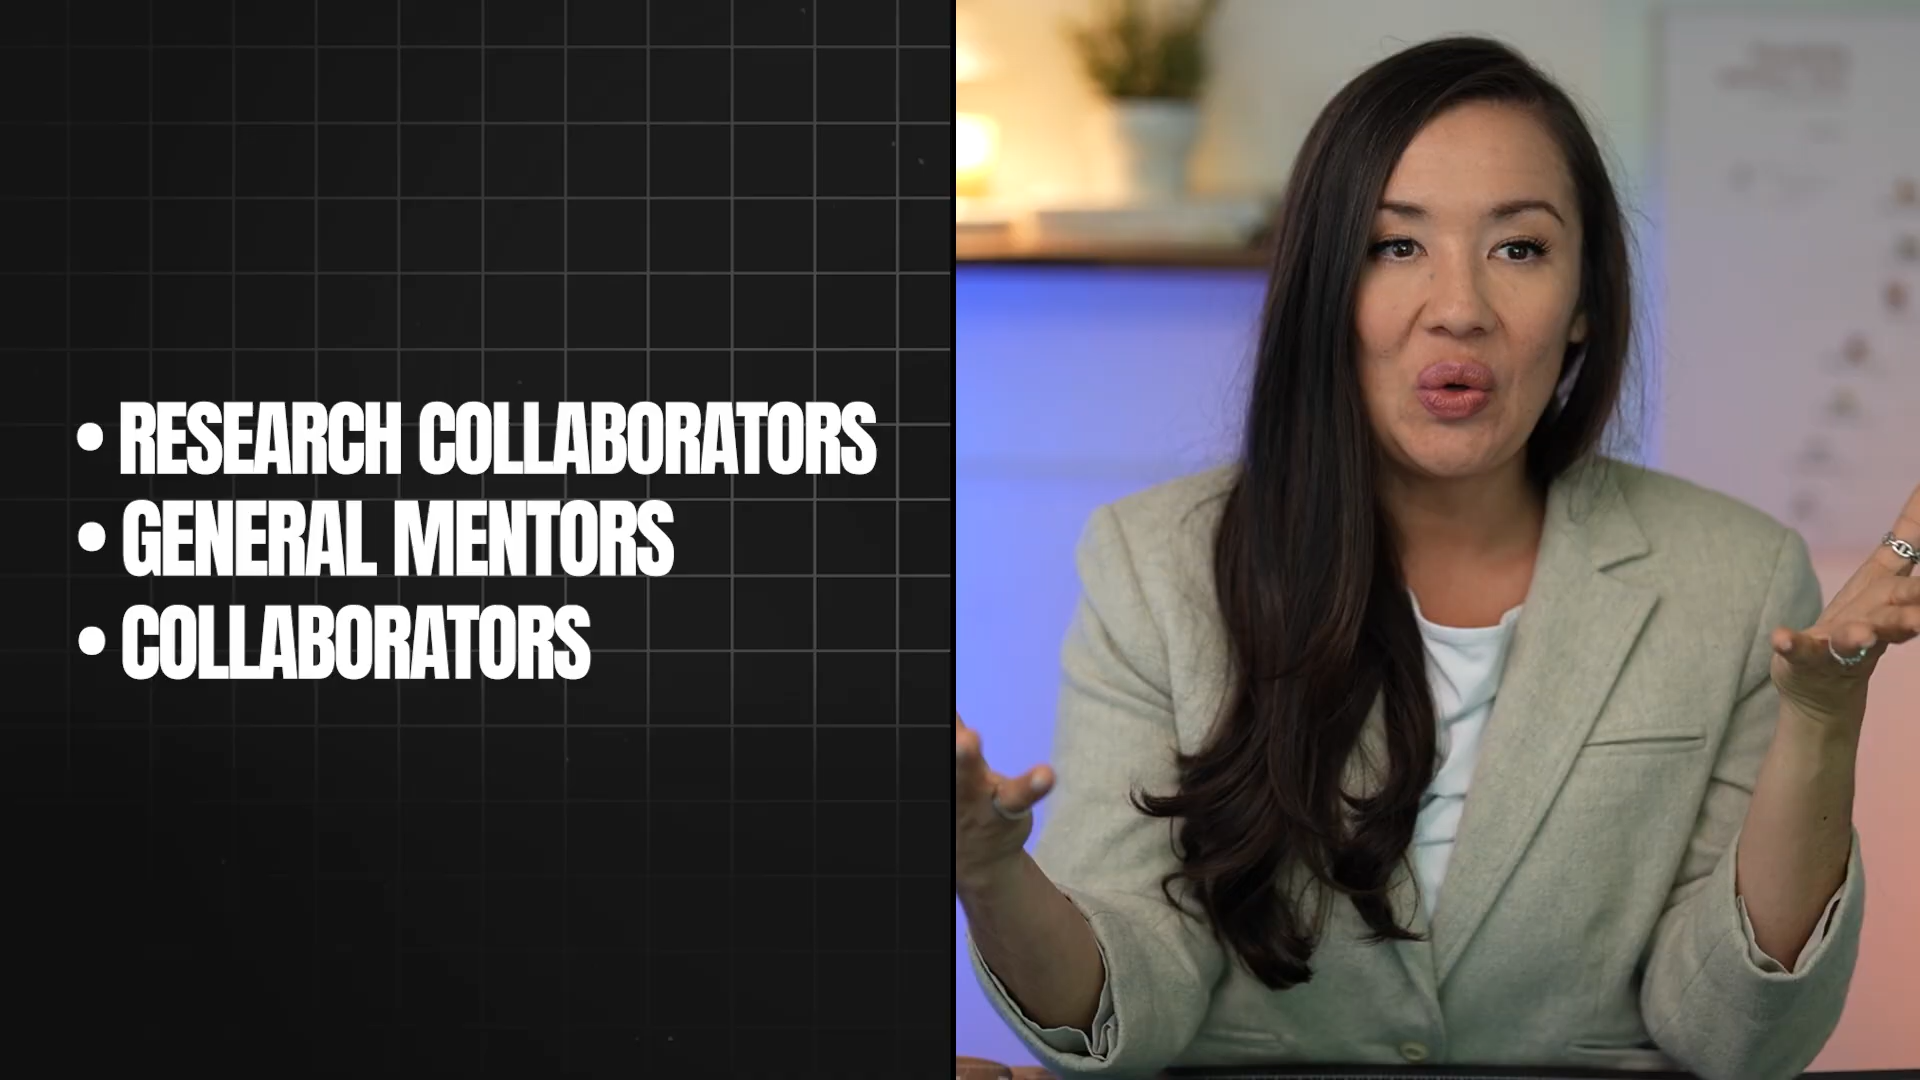 • RESEARCH COLLABORATORS
• GENERAL MENTORS
• COLLABORATORS